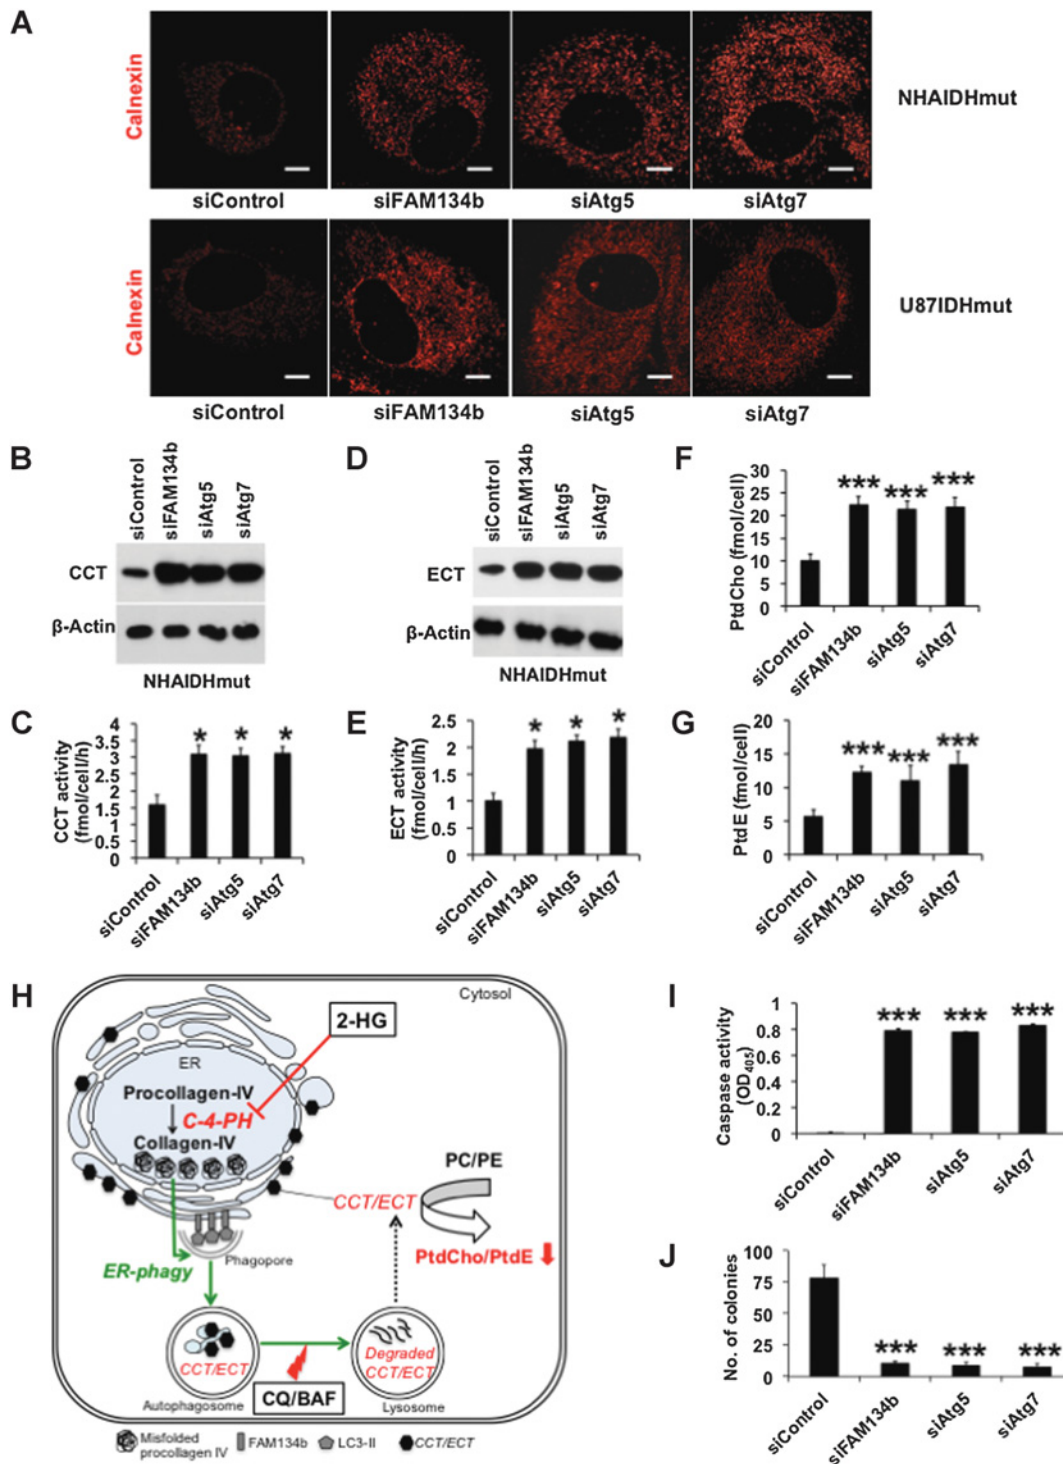 A
Calnexin
NHAIDHmut
siControl siFAM134b siAtg5 siAtg7
Calnexin
U87IDHmut
siControl siFAM134b siAtg5 siAtg7
B
siControl
siFAM134b
siAtg5
siAtg7
CCT
β-Actin
NHAIDHmut
D
siControl
siFAM134b
siAtg5
siAtg7
ECT
β-Actin
NHAIDHmut
F
PtdCho (fmol/cell)
30
25
20
15
10
5
0
*** *** ***
siControl
siFAM134b
siAtg5
siAtg7
C
CCT activity
(fmol/cell/h)
4
3.5
3
2.5
2
1.5
1
0.5
0
* * *
siControl
siFAM134b
siAtg5
siAtg7
E
ECT activity
(fmol/cell/h)
2.5
2
1.5
1
0.5
0
* * *
siControl
siFAM134b
siAtg5
siAtg7
G
PtdE (fmol/cell)
20
15
10
5
0
*** *** ***
siControl
siFAM134b
siAtg5
siAtg7
H
Cytosol
2-HG
ER
Procollagen-IV
C-4-PH
Collagen-IV
PC/PE
CCT/ECT
PtdCho/PtdE
Phagopore
ER-phagy
CCT/ECT
Degraded
CCT/ECT
CQ/BAF
Autophagosome
Lysosome
Misfolded
procollagen IV
FAM134b
LC3-II
CCT/ECT
I
Caspase activity
(OD405)
1
0.8
0.6
0.4
0.2
0
*** *** ***
siControl
siFAM134b
siAtg5
siAtg7
J
No. of colonies
100
75
50
25
0
*** *** ***
siControl
siFAM134b
siAtg5
siAtg7